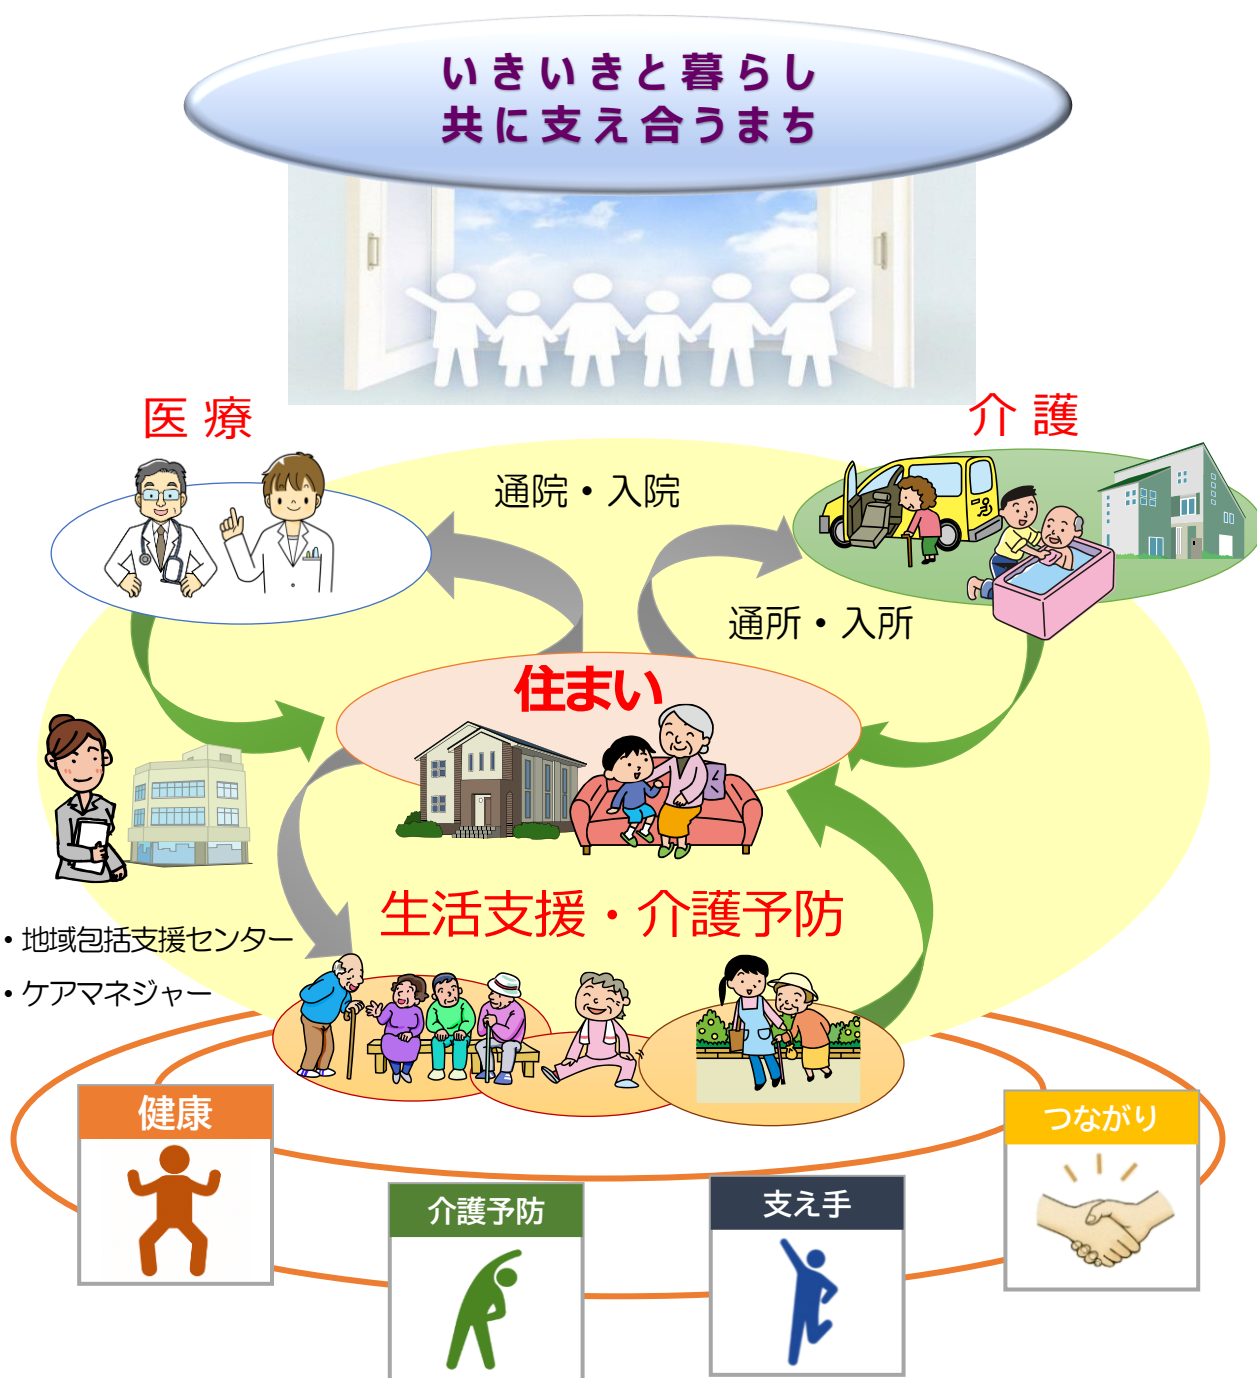 いきいきと暮らし
共に支え合うまち
医療
介護
通院・入院
通所・入所
住まい
生活支援・介護予防
・地域包括支援センター
・ケアマネジャー
健康
つながり
介護予防
支え手